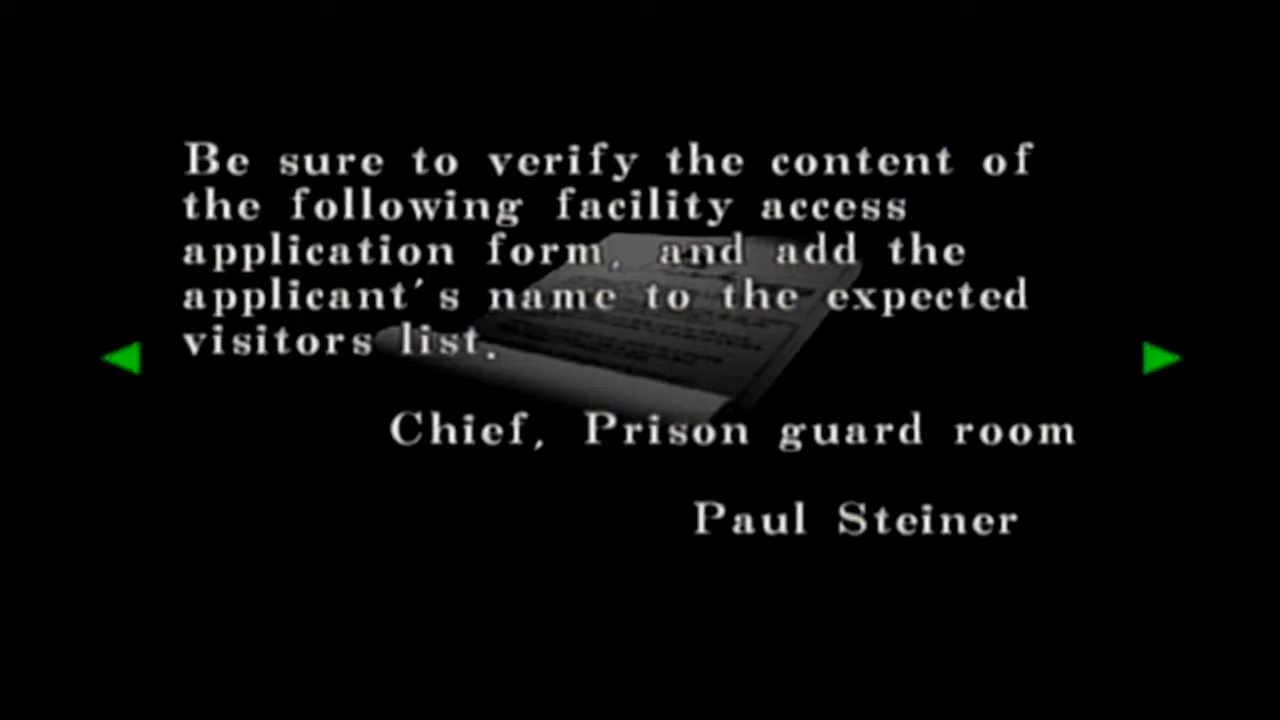 Be sure to verify the content of
the following facility access
application form, and add the
applicant's name to the expected
visitors list.
Chief, Prison guard room
Paul Steiner